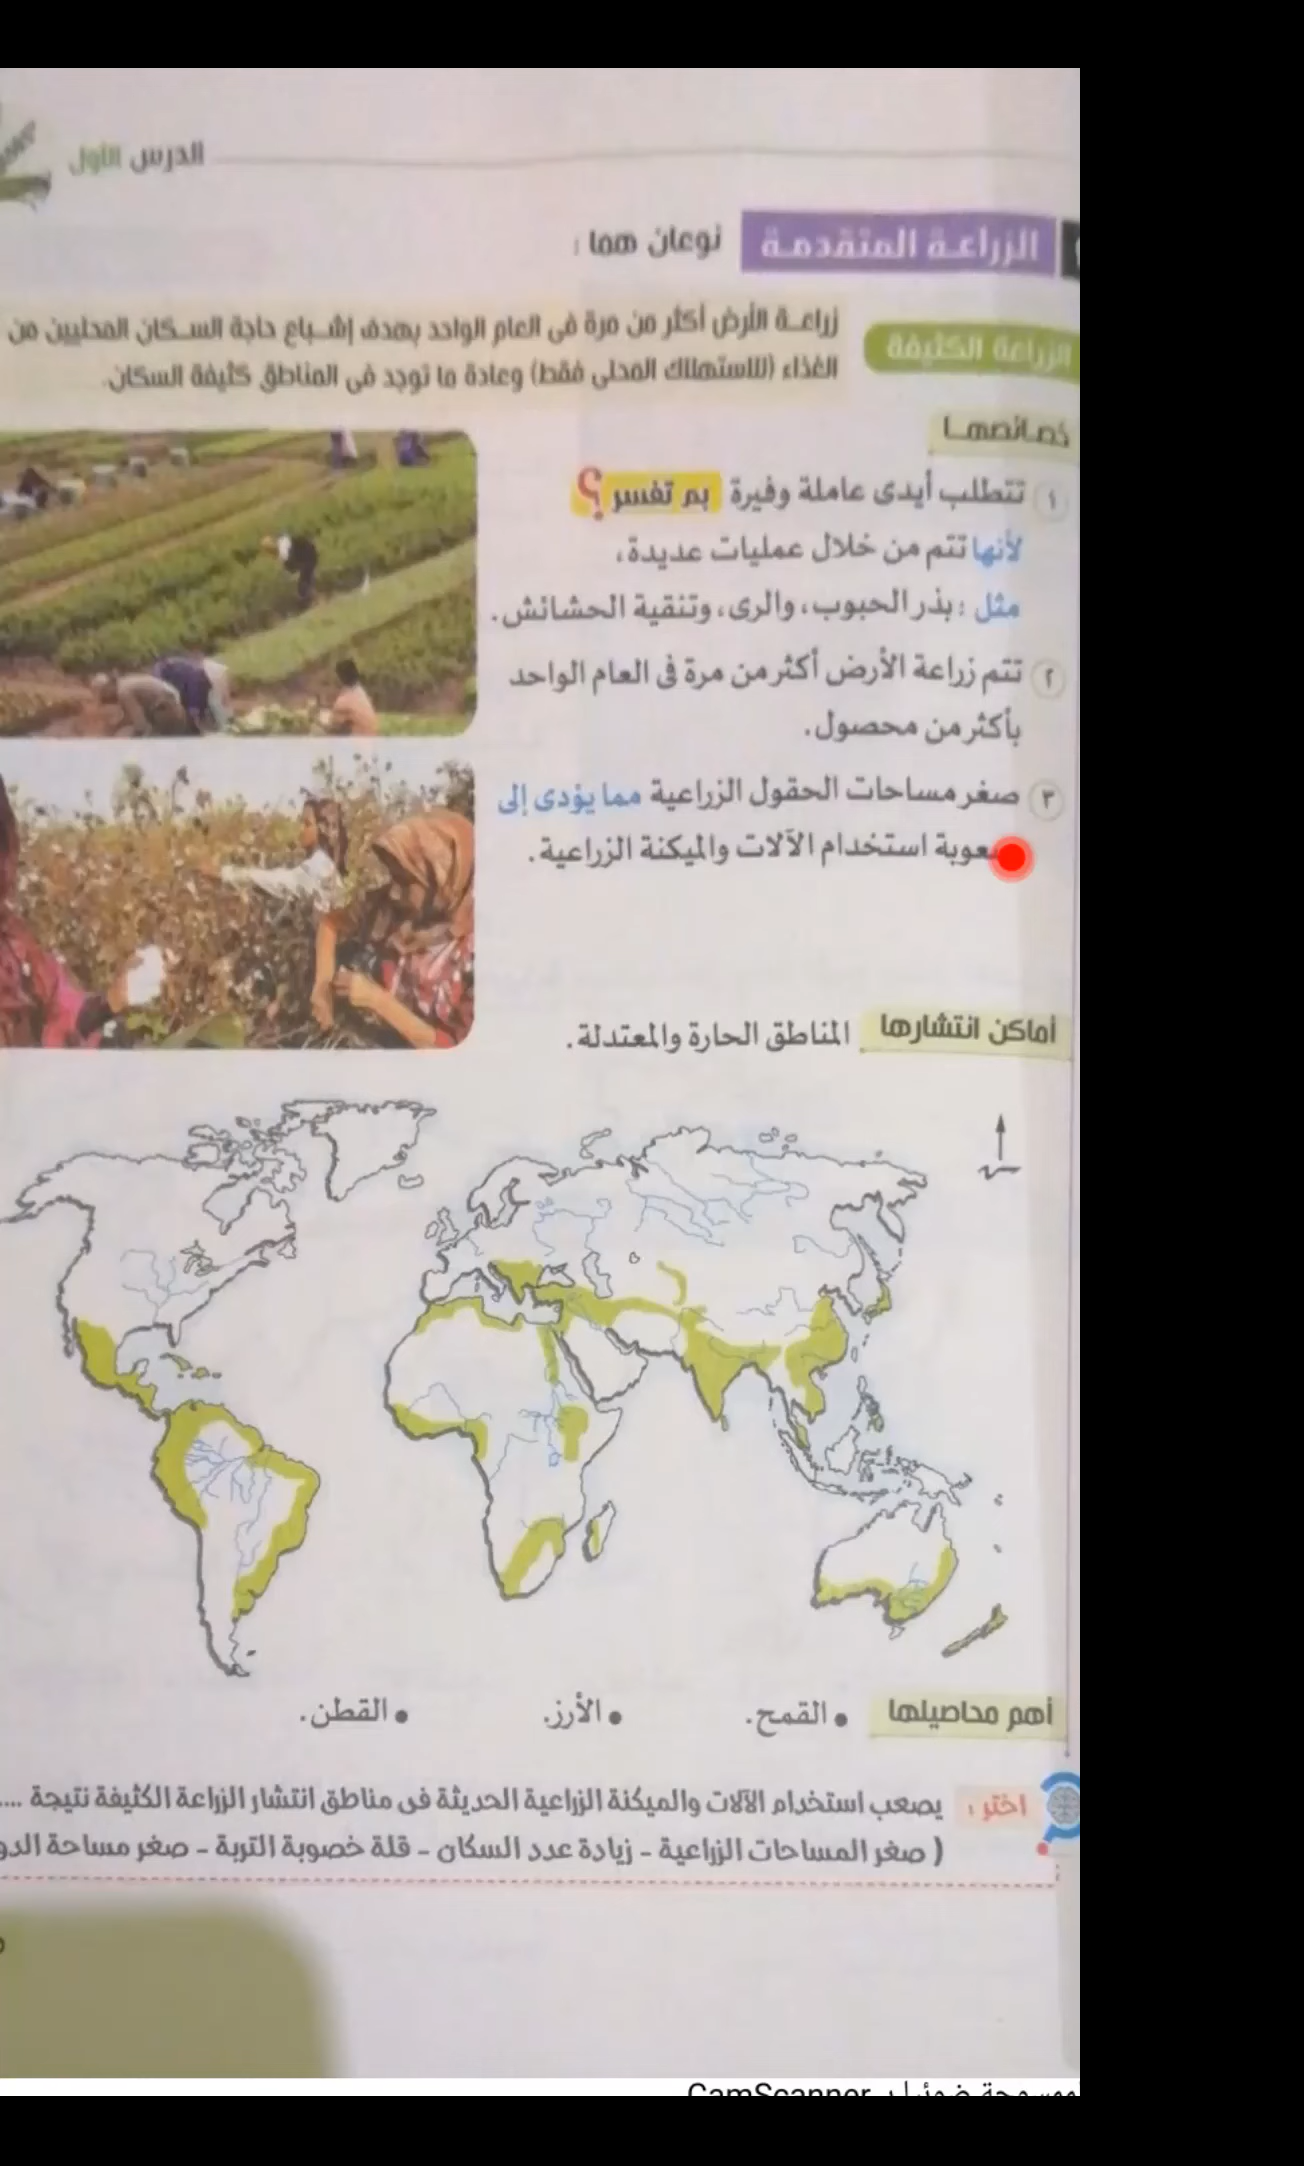 الدرس الأول
الزراعة المتقدمة نوعان هما :
الزراعة الكثيفة
زراعة الأرض أكثر من مرة فى العام الواحد بهدف إشباع حاجة السكان المحليين من
الغذاء (للاستهلاك المحلى فقط) وعادة ما توجد فى المناطق كثيفة السكان.
خصائصها
١ تتطلب أيدى عاملة وفيرة بم تفسر ؟
لأنها تتم من خلال عمليات عديدة،
مثل : بذر الحبوب، والرى، وتنقية الحشائش.
٢ تتم زراعة الأرض أكثر من مرة فى العام الواحد
بأكثر من محصول.
٣ صغر مساحات الحقول الزراعية مما يؤدى إلى
استخدام الآلات والميكنة الزراعية.
أماكن انتشارها المناطق الحارة والمعتدلة.
أهم محاصيلها • القمح. • الأرز. • القطن.
اختر : يصعب استخدام الآلات والميكنة الزراعية الحديثة فى مناطق انتشار الزراعة الكثيفة نتيجة ....
( صغر المساحات الزراعية - زيادة عدد السكان - قلة خصوبة التربة - صغر مساحة
CamScanner